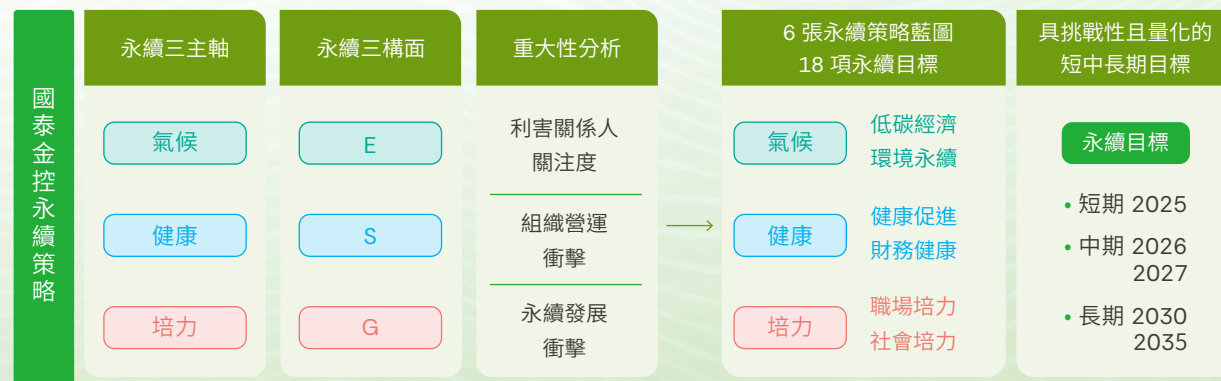 國泰金控永續策略
永續三主軸
氣候
健康
培力
永續三構面
E
S
G
重大性分析
利害關係人
關注度
組織營運
衝擊
永續發展
衝擊
6 張永續策略藍圖
18 項永續目標
氣候
低碳經濟
環境永續
健康
健康促進
財務健康
培力
職場培力
社會培力
具挑戰性且量化的
短中長期目標
永續目標
• 短期 2025
• 中期 2026
2027
• 長期 2030
2035